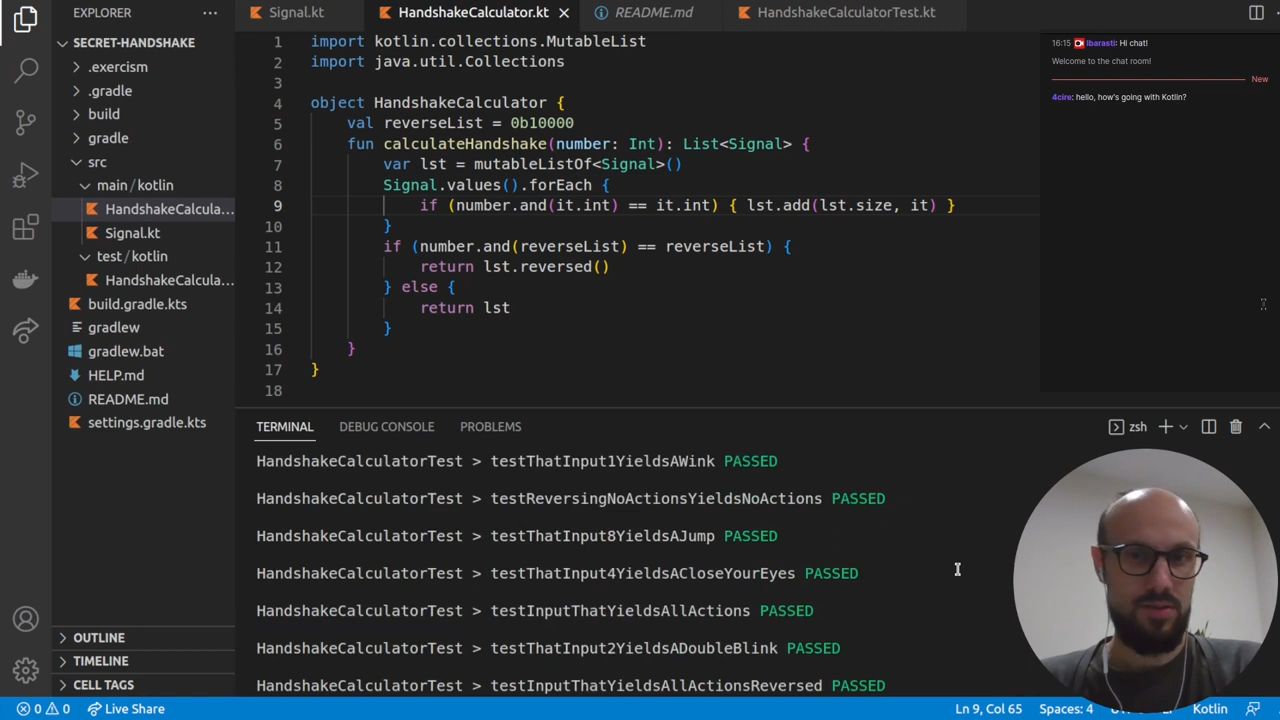 EXPLORER
Signal.kt
HandshakeCalculator.kt
README.md
HandshakeCalculatorTest.kt
SECRET-HANDSHAKE
.exercism
.gradle
build
gradle
src
main/kotlin
HandshakeCalcula...
Signal.kt
test/kotlin
HandshakeCalcula...
build.gradle.kts
gradlew
gradlew.bat
HELP.md
README.md
settings.gradle.kts
OUTLINE
TIMELINE
CELL TAGS
1 import kotlin.collections.MutableList
2 import java.util.Collections
3
4 object HandshakeCalculator {
5 val reverseList = 0b10000
6 fun calculateHandshake(number: Int): List<Signal> {
7 var lst = mutableListOf<Signal>()
8 Signal.values().forEach {
9 if (number.and(it.int) == it.int) { lst.add(lst.size, it) }
10 }
11 if (number.and(reverseList) == reverseList) {
12 return lst.reversed()
13 } else {
14 return lst
15 }
16 }
17 }
18
16:15 lbarasti: Hi chat!
Welcome to the chat room!
New
4cire: hello, how's going with Kotlin?
TERMINAL
DEBUG CONSOLE
PROBLEMS
zsh
HandshakeCalculatorTest > testThatInput1YieldsAWink PASSED
HandshakeCalculatorTest > testReversingNoActionsYieldsNoActions PASSED
HandshakeCalculatorTest > testThatInput8YieldsAJump PASSED
HandshakeCalculatorTest > testThatInput4YieldsACloseYourEyes PASSED
HandshakeCalculatorTest > testInputThatYieldsAllActions PASSED
HandshakeCalculatorTest > testThatInput2YieldsADoubleBlink PASSED
HandshakeCalculatorTest > testInputThatYieldsAllActionsReversed PASSED
0 0
Live Share
Ln 9, Col 65
Spaces: 4
Kotlin